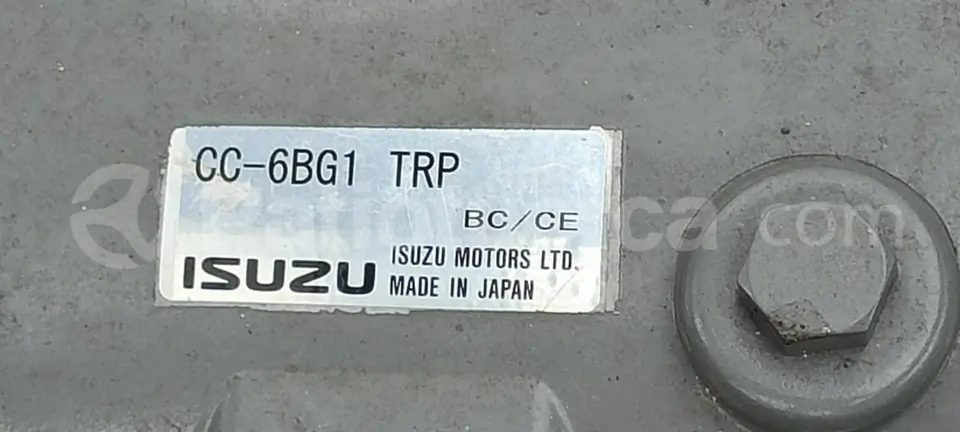 CC-6BG1 TRP
BC/CE
ISUZU
ISUZU MOTORS LTD.
MADE IN JAPAN